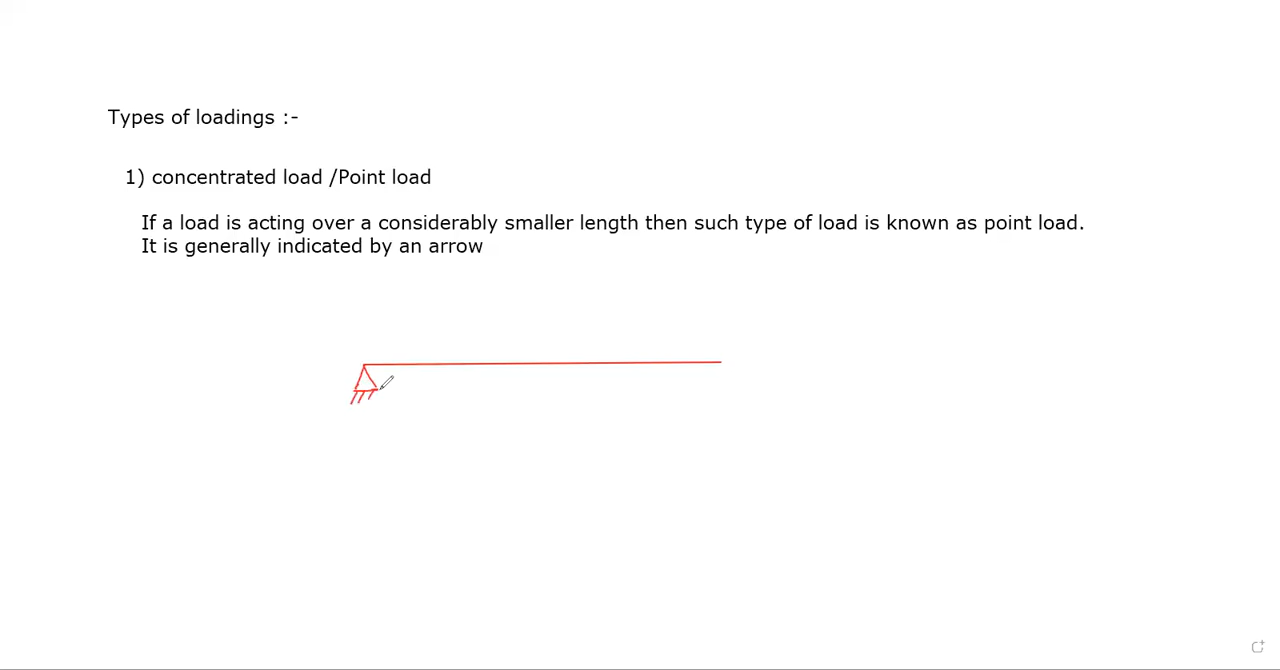 Types of loadings :-
1) concentrated load /Point load
If a load is acting over a considerably smaller length then such type of load is known as point load.
It is generally indicated by an arrow